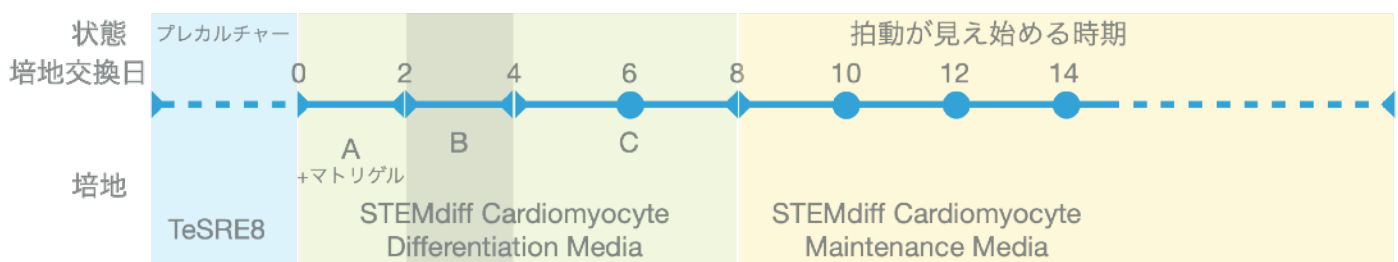 状態 プレカルチャー 拍動が見え始める時期
培地交換日 0 2 4 6 8 10 12 14
A B C
+マトリゲル
培地
TeSRE8
STEMdiff Cardiomyocyte
Differentiation Media
STEMdiff Cardiomyocyte
Maintenance Media